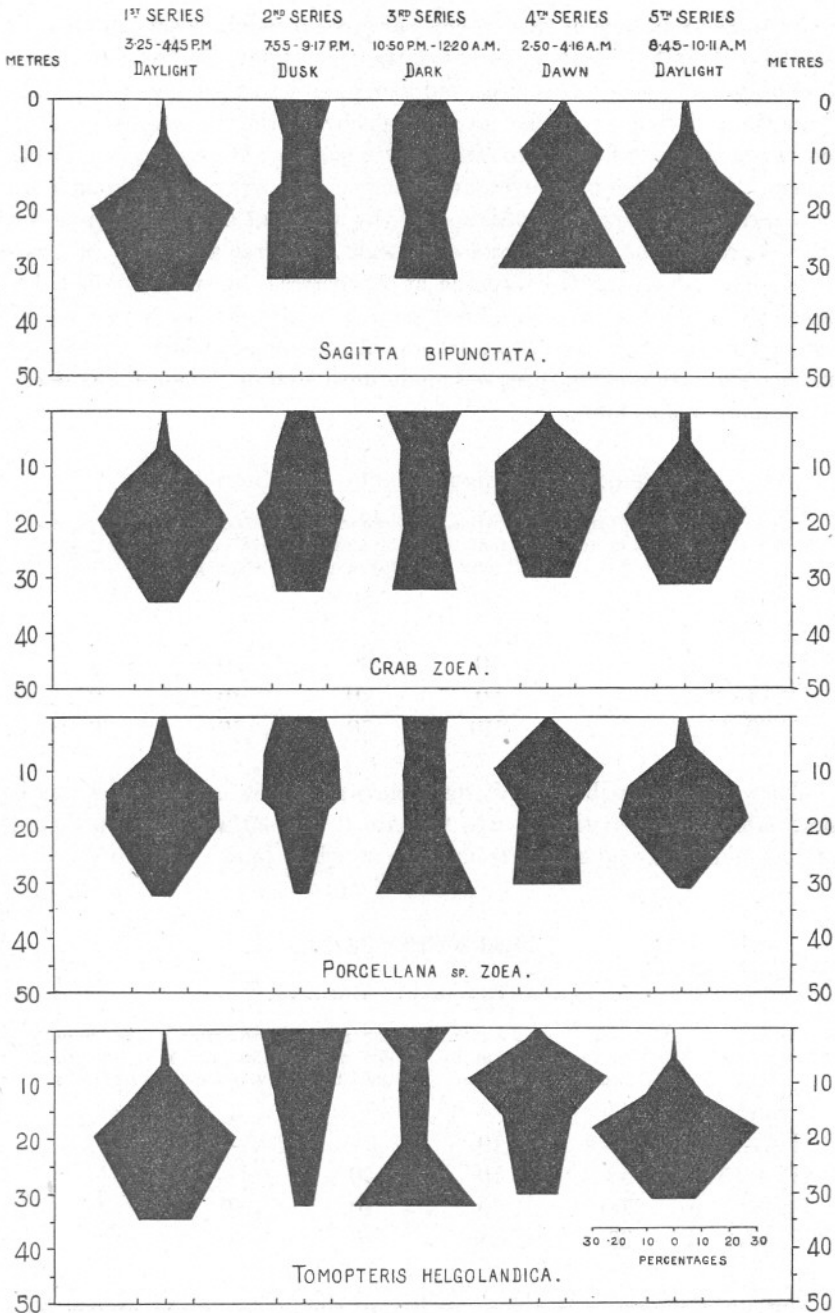 1ST SERIES 2ND SERIES 3RD SERIES 4TH SERIES 5TH SERIES
3·25 - 4·45 P.M 7·55 - 9·17 P.M. 10·50 P.M. - 12·20 A.M. 2·50 - 4·16 A.M. 8·45 - 10·11 A.M
METRES DAYLIGHT DUSK DARK DAWN DAYLIGHT METRES
0 0
10 10
20 20
30 30
40 40
SAGITTA BIPUNCTATA.
50 50
10 10
20 20
30 30
40 40
CRAB ZOEA.
50 50
10 10
20 20
30 30
40 40
PORCELLANA SP. ZOEA.
50 50
10 10
20 20
30 30
30 20 10 0 10 30
40 40
PERCENTAGES
TOMOPTERIS HELGOLANDICA.
50 50